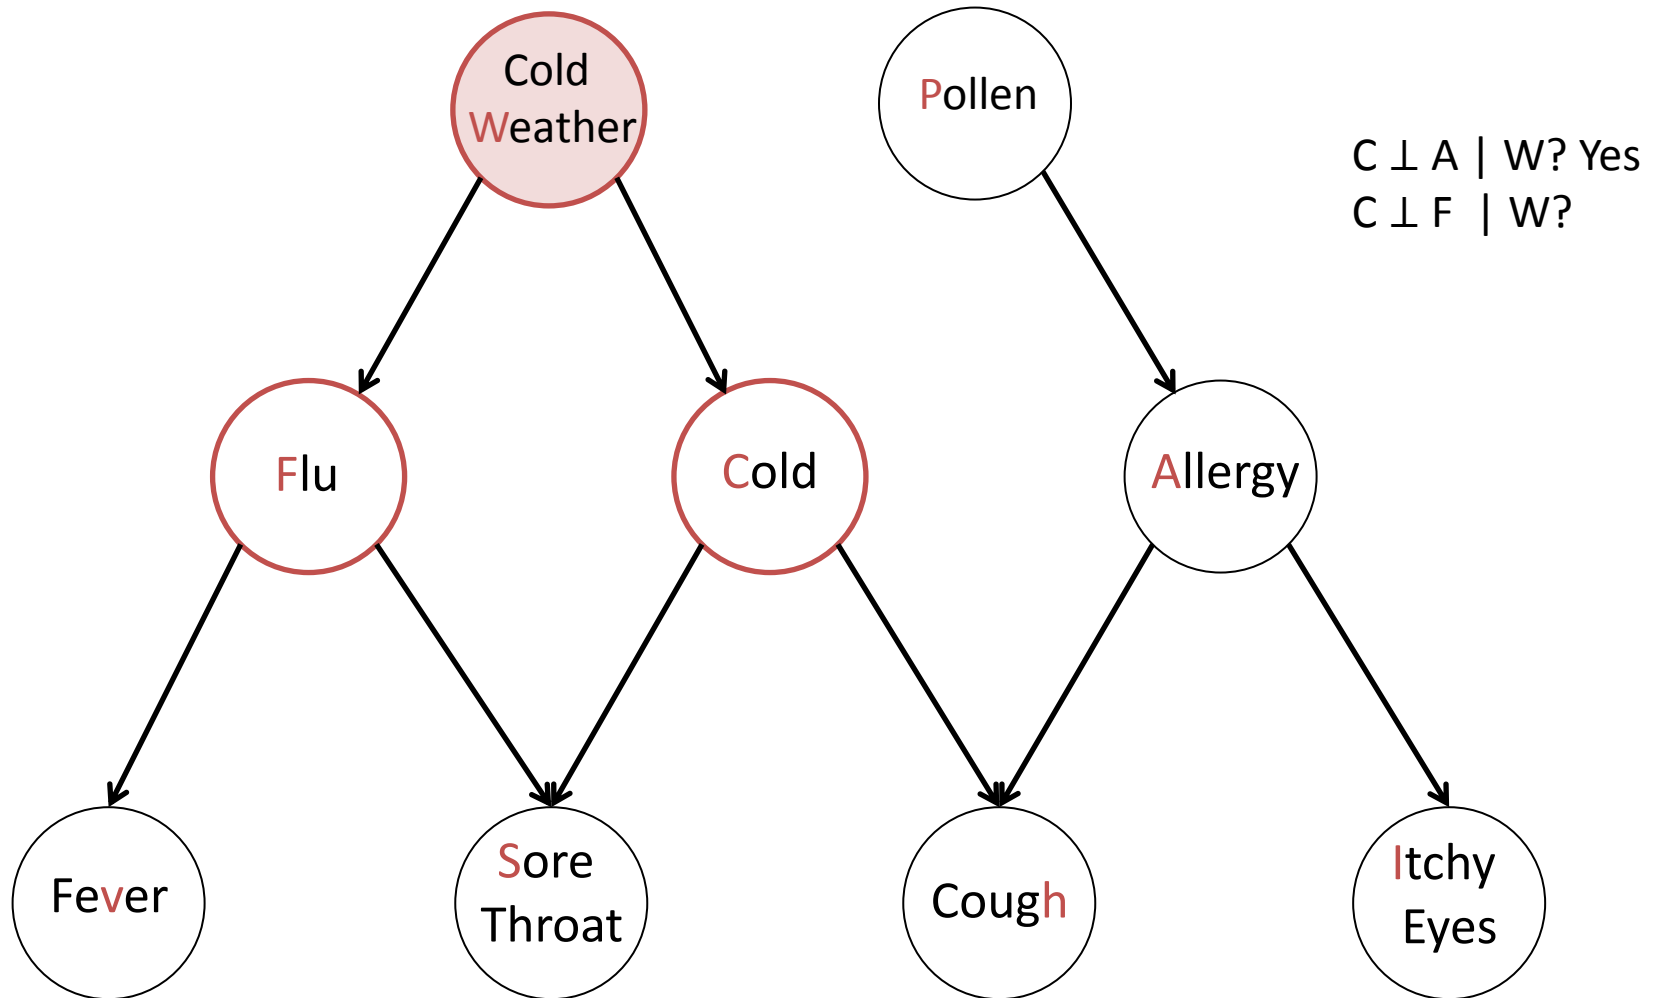 Cold
Weather
Pollen
C ⊥ A | W? Yes
C ⊥ F | W?
Flu
Cold
Allergy
Fever
Sore
Throat
Cough
Itchy
Eyes